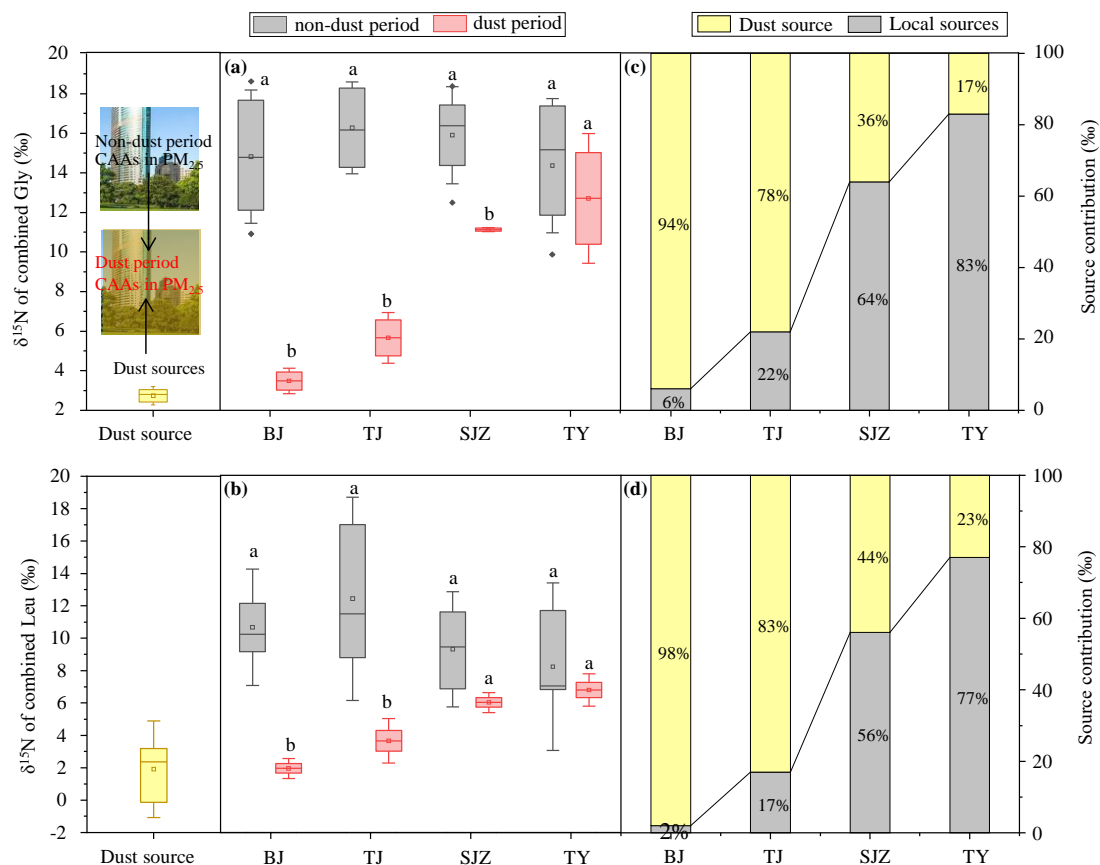 non-dust period dust period
Dust source Local sources
δ¹⁵N of combined Gly (‰)
20
18
16
14
12
10
8
6
4
2
Non-dust period
CAAs in PM2.5
Dust period
CAAs in PM2.5
Dust sources
Dust source
(a)
a a a a
b b b a
BJ TJ SJZ TY
(c)
94% 78% 36% 17%
6% 22% 64% 83%
BJ TJ SJZ TY
100
80
60
40
20
0
Source contribution (‰)
δ¹⁵N of combined Leu (‰)
20
18
16
14
12
10
8
6
4
2
0
-2
Dust source
(b)
a a a a
b b a a
BJ TJ SJZ TY
(d)
98% 83% 44% 23%
2% 17% 56% 77%
BJ TJ SJZ TY
100
80
60
40
20
0
Source contribution (‰)